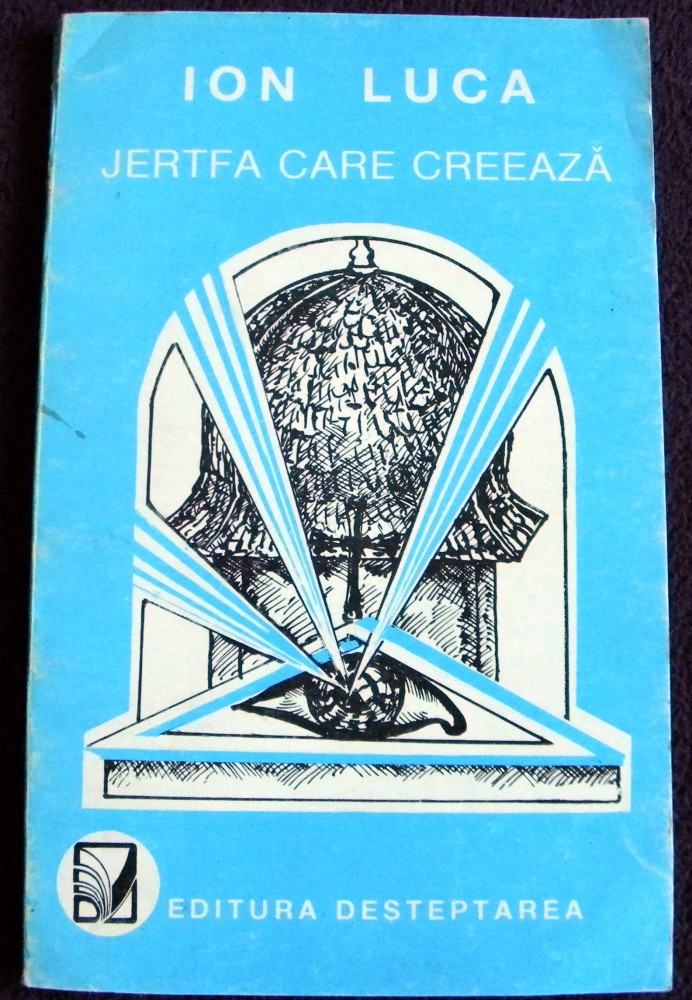 ION LUCA
JERTFA CARE CREEAZĂ
EDITURA DEȘTEPTAREA